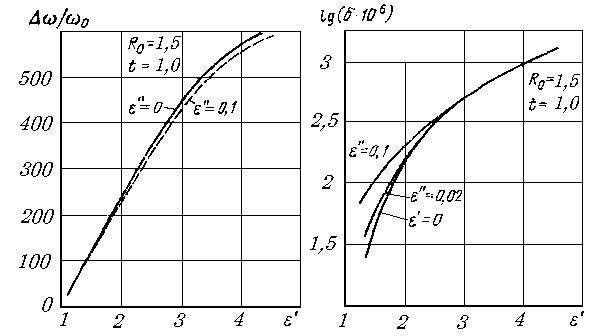 Δω/ω₀
500
400
300
200
100
0
R₀=1,5
t=1,0
ε"=0
ε"=0,1
1 2 3 4 ε'
lg(б·10⁶)
3
2,5
2
1,5
R₀=1,5
t=1,0
ε"=0,1
ε"=0,02
ε'=0
1 2 3 4 ε'